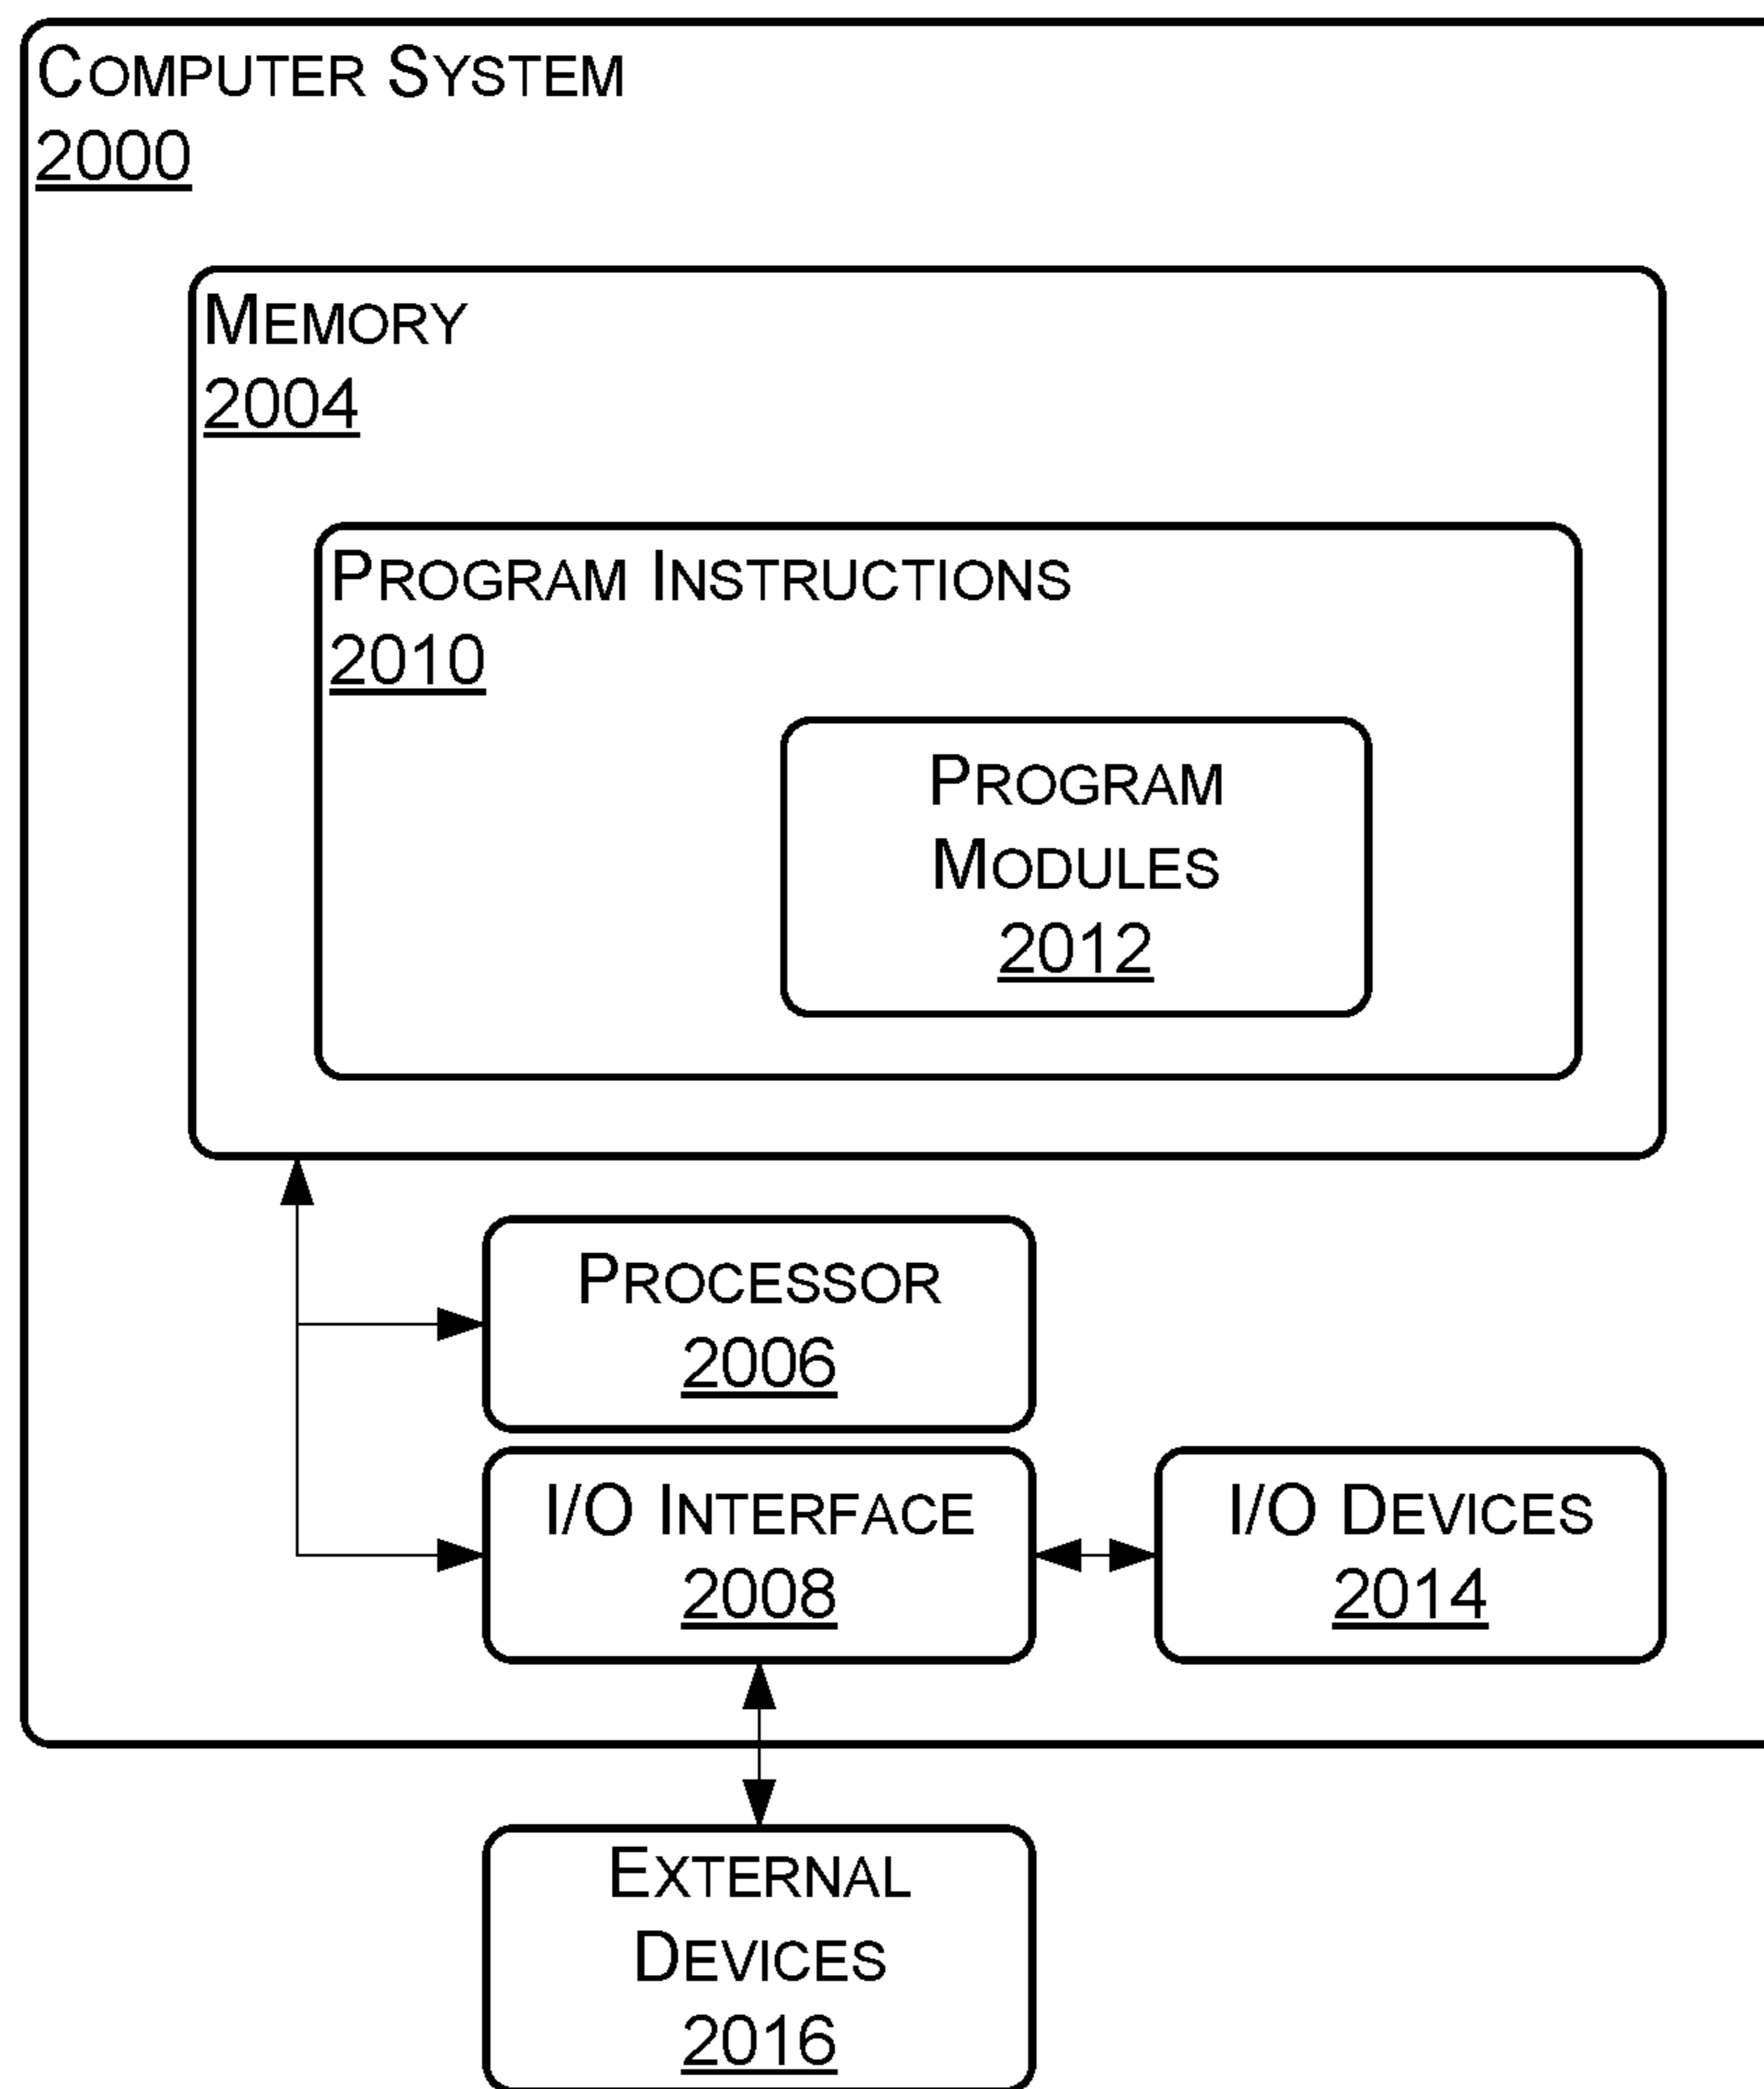 COMPUTER SYSTEM
2000
MEMORY
2004
PROGRAM INSTRUCTIONS
2010
PROGRAM
MODULES
2012
PROCESSOR
2006
I/O INTERFACE
2008
I/O DEVICES
2014
EXTERNAL
DEVICES
2016